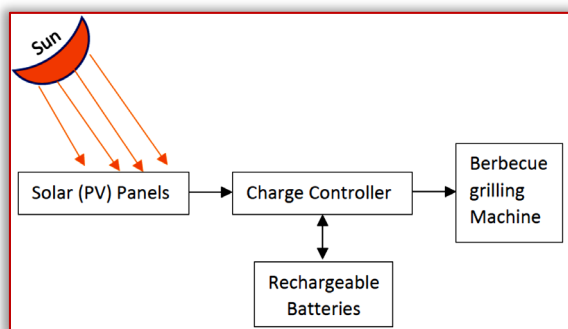 Sun
Solar (PV) Panels
Charge Controller
Berbecue
grilling
Machine
Rechargeable
Batteries